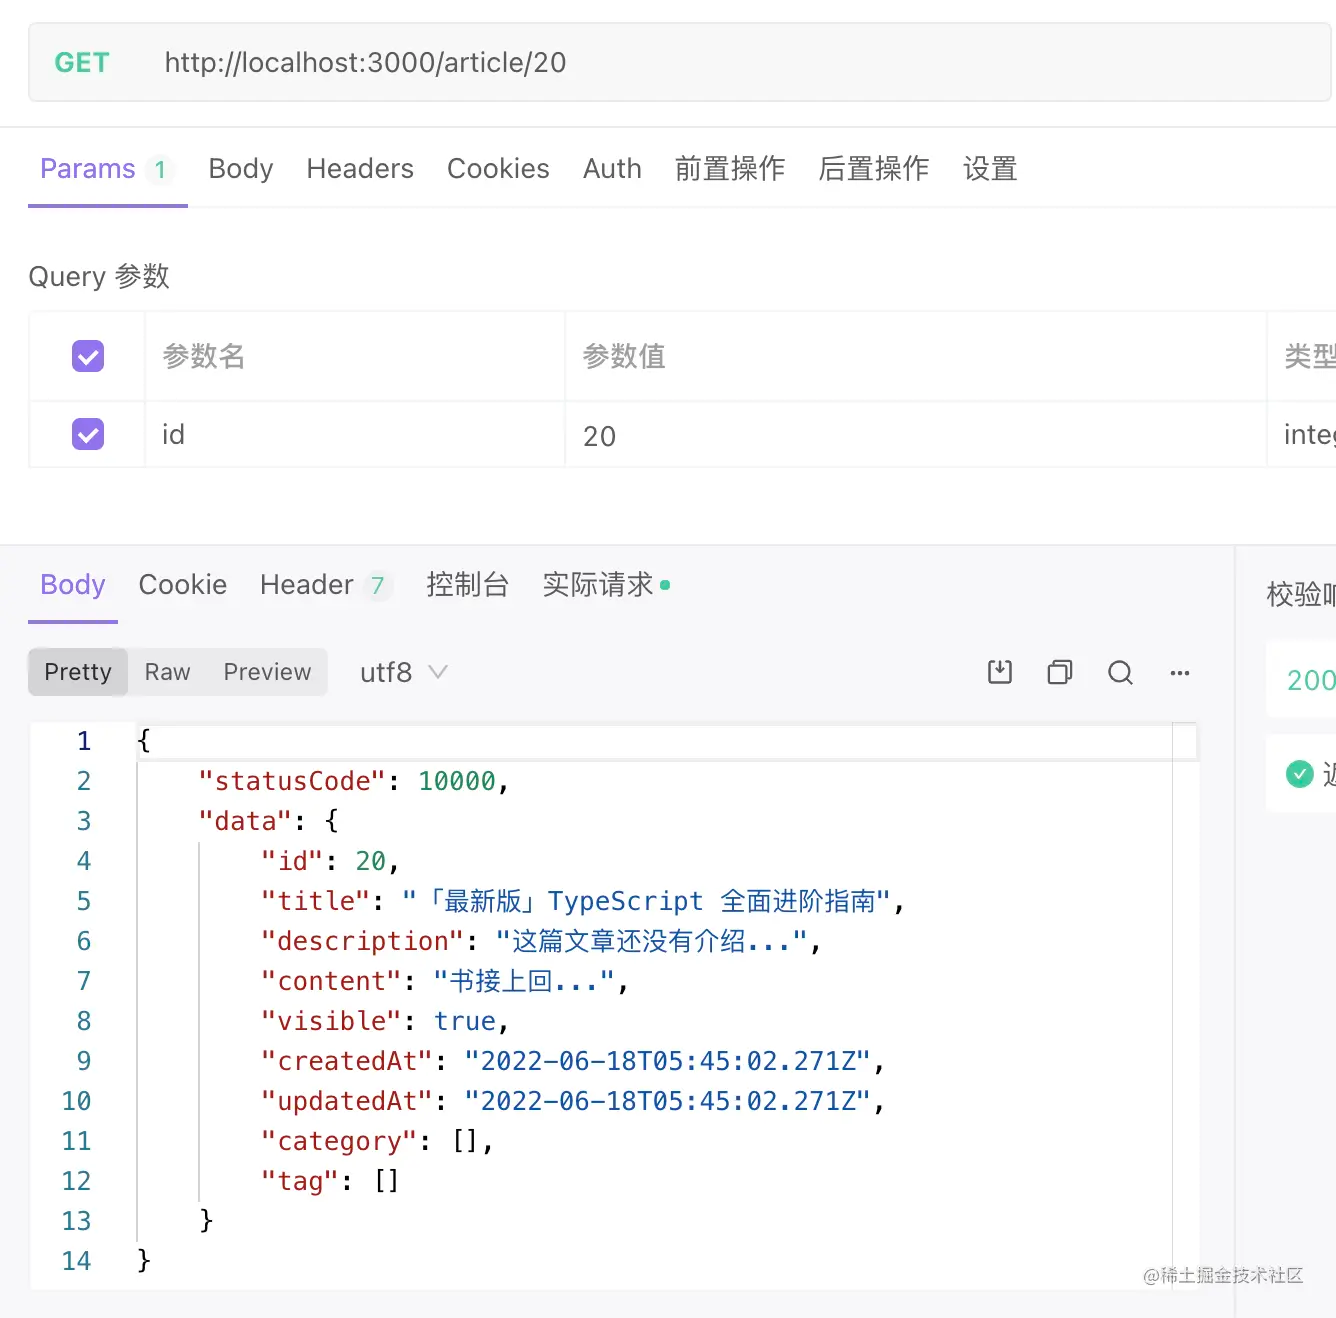 GET http://localhost:3000/article/20
Params 1 Body Headers Cookies Auth 前置操作 后置操作 设置
Query 参数
参数名 参数值 类型
id 20
Body Cookie Header 7 控制台 实际请求
校验
Pretty Raw Preview utf8
200
1 {
2 "statusCode": 10000,
3 "data": {
4 "id": 20,
5 "title": "「最新版」TypeScript 全面进阶指南",
6 "description": "这篇文章还没有介绍...",
7 "content": "书接上回...",
8 "visible": true,
9 "createdAt": "2022-06-18T05:45:02.271Z",
10 "updatedAt": "2022-06-18T05:45:02.271Z",
11 "category": [],
12 "tag": []
13 }
14 }
@稀土掘金技术社区